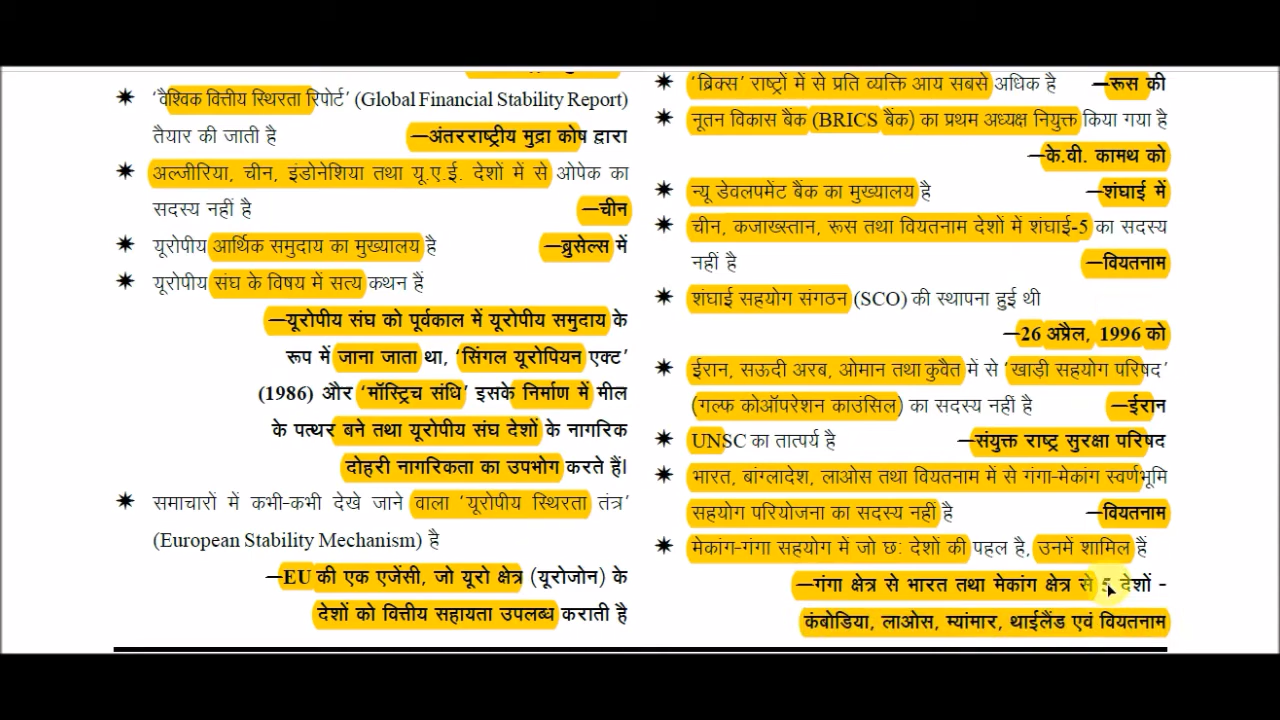 ✷ 'वैश्विक वित्तीय स्थिरता रिपोर्ट' (Global Financial Stability Report)
तैयार की जाती है —अंतरराष्ट्रीय मुद्रा कोष द्वारा
✷ अल्जीरिया, चीन, इंडोनेशिया तथा यू.ए.ई. देशों में से ओपेक का
सदस्य नहीं है —चीन
✷ यूरोपीय आर्थिक समुदाय का मुख्यालय है —ब्रुसेल्स में
✷ यूरोपीय संघ के विषय में सत्य कथन हैं
—यूरोपीय संघ को पूर्वकाल में यूरोपीय समुदाय के
रूप में जाना जाता था, 'सिंगल यूरोपियन एक्ट'
(1986) और 'मॉस्ट्रिच संधि' इसके निर्माण में मील
के पत्थर बने तथा यूरोपीय संघ देशों के नागरिक
दोहरी नागरिकता का उपभोग करते हैं।
✷ समाचारों में कभी-कभी देखे जाने वाला 'यूरोपीय स्थिरता तंत्र'
(European Stability Mechanism) है
—EU की एक एजेंसी, जो यूरो क्षेत्र (यूरोजोन) के
देशों को वित्तीय सहायता उपलब्ध कराती है
✷ 'ब्रिक्स' राष्ट्रों में से प्रति व्यक्ति आय सबसे अधिक है —रूस की
✷ नूतन विकास बैंक (BRICS बैंक) का प्रथम अध्यक्ष नियुक्त किया गया है
—के.वी. कामथ को
✷ न्यू डेवलपमेंट बैंक का मुख्यालय है —शंघाई में
✷ चीन, कजाख्स्तान, रूस तथा वियतनाम देशों में शंघाई-5 का सदस्य
नहीं है —वियतनाम
✷ शंघाई सहयोग संगठन (SCO) की स्थापना हुई थी
—26 अप्रैल, 1996 को
✷ ईरान, सऊदी अरब, ओमान तथा कुवैत में से 'खाड़ी सहयोग परिषद'
(गल्फ कोऑपरेशन काउंसिल) का सदस्य नहीं है —ईरान
✷ UNSC का तात्पर्य है —संयुक्त राष्ट्र सुरक्षा परिषद
✷ भारत, बांग्लादेश, लाओस तथा वियतनाम में से गंगा-मेकांग स्वर्णभूमि
सहयोग परियोजना का सदस्य नहीं है —वियतनाम
✷ मेकांग-गंगा सहयोग में जो छः देशों की पहल है, उनमें शामिल हैं
—गंगा क्षेत्र से भारत तथा मेकांग क्षेत्र से 5 देशों -
कंबोडिया, लाओस, म्यांमार, थाईलैंड एवं वियतनाम